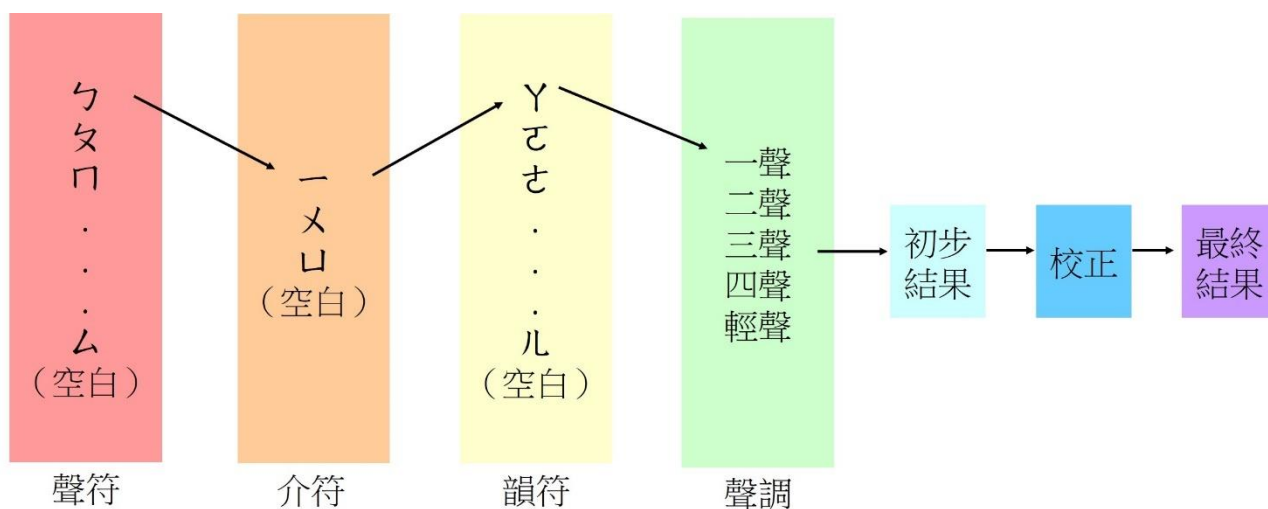 ㄅ
ㄆ
ㄇ
.
.
.
ㄙ
（空白）
聲符
ㄧ
ㄨ
ㄩ
（空白）
介符
ㄚ
ㄛ
ㄜ
.
.
.
ㄦ
（空白）
韻符
一聲
二聲
三聲
四聲
輕聲
聲調
初步
結果
校正
最終
結果